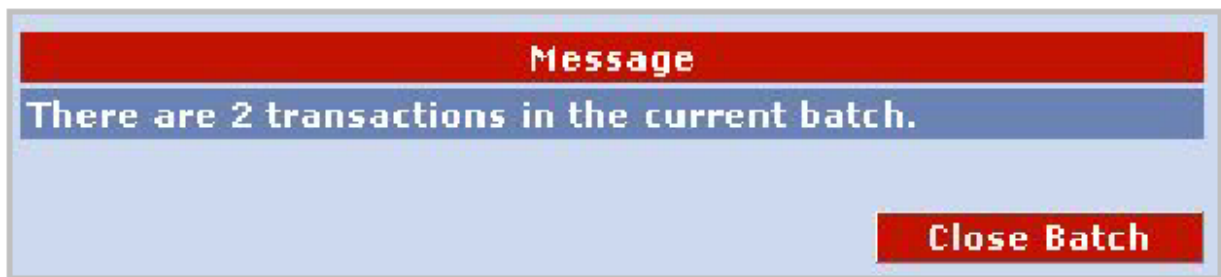 Message
There are 2 transactions in the current batch.
Close Batch